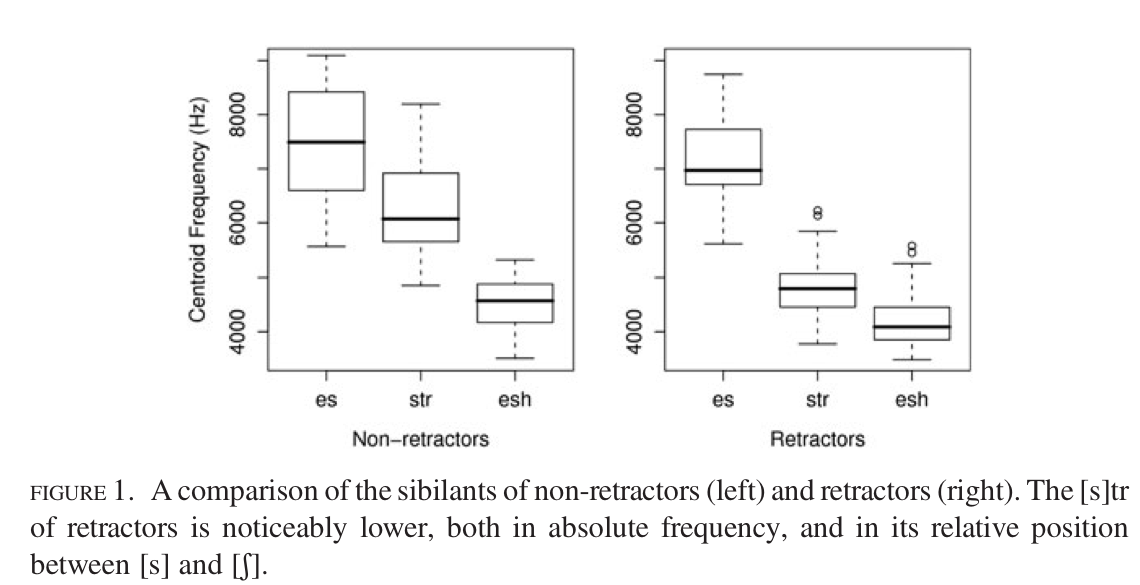 Centroid Frequency (Hz)
8000
6000
4000
es str esh
Non−retractors
8000
6000
4000
es str esh
Retractors
FIGURE 1. A comparison of the sibilants of non-retractors (left) and retractors (right). The [s]tr
of retractors is noticeably lower, both in absolute frequency, and in its relative position
between [s] and [ʃ].